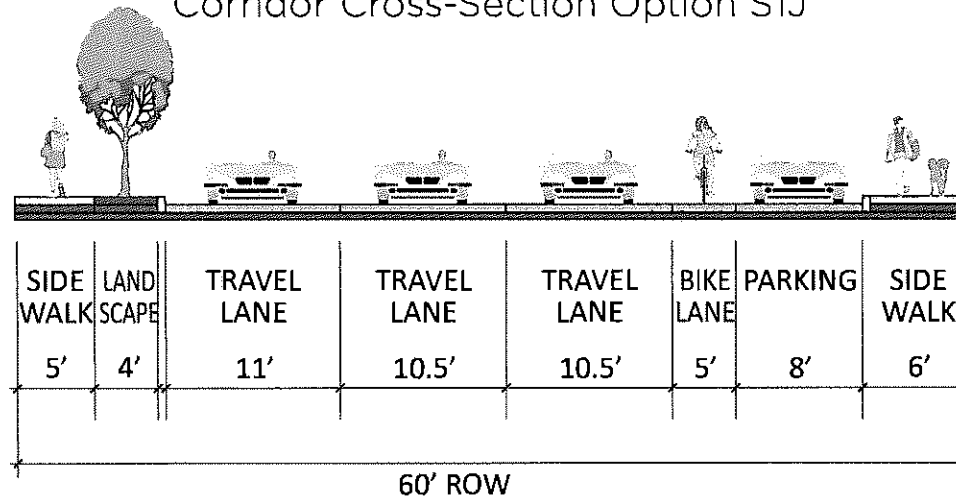 Corridor Cross-Section Option S1J
SIDE WALK
LAND SCAPE
TRAVEL LANE
TRAVEL LANE
TRAVEL LANE
BIKE LANE
PARKING
SIDE WALK
5' 4' 11' 10.5' 10.5' 5' 8' 6'
60' ROW